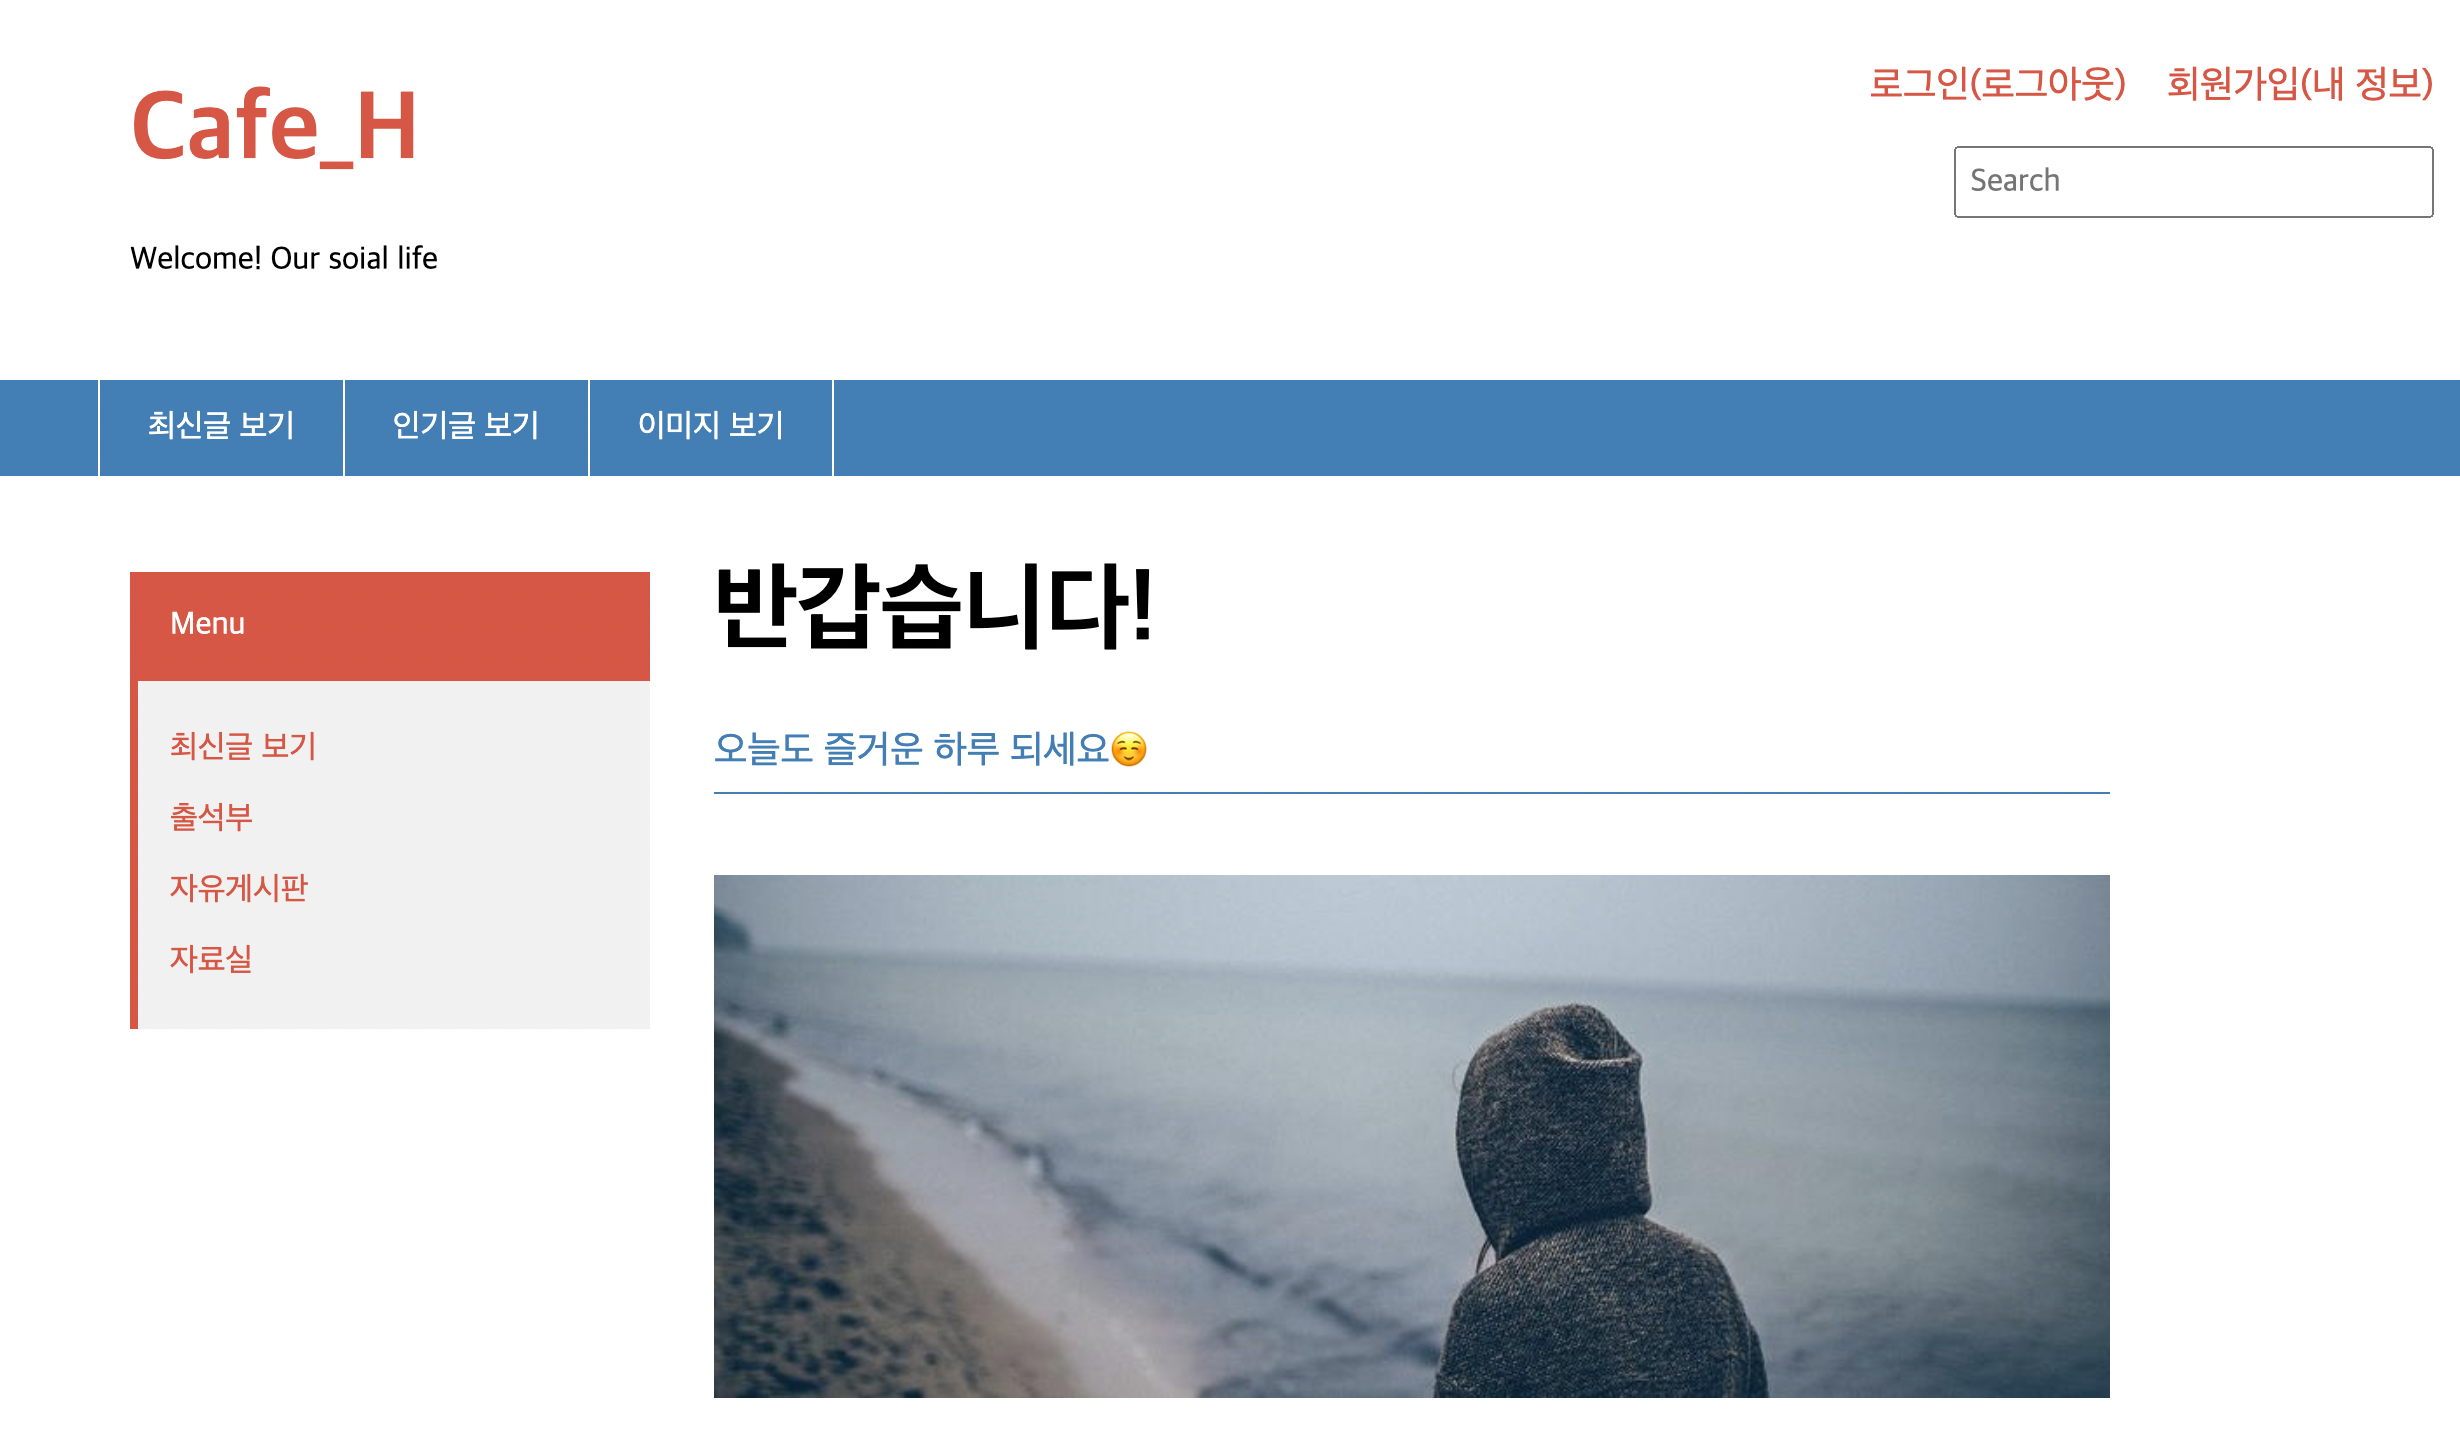 Cafe_H
로그인(로그아웃) 회원가입(내 정보)
Search
Welcome! Our soial life
최신글 보기 인기글 보기 이미지 보기
Menu
최신글 보기
출석부
자유게시판
자료실
반갑습니다!
오늘도 즐거운 하루 되세요☺️